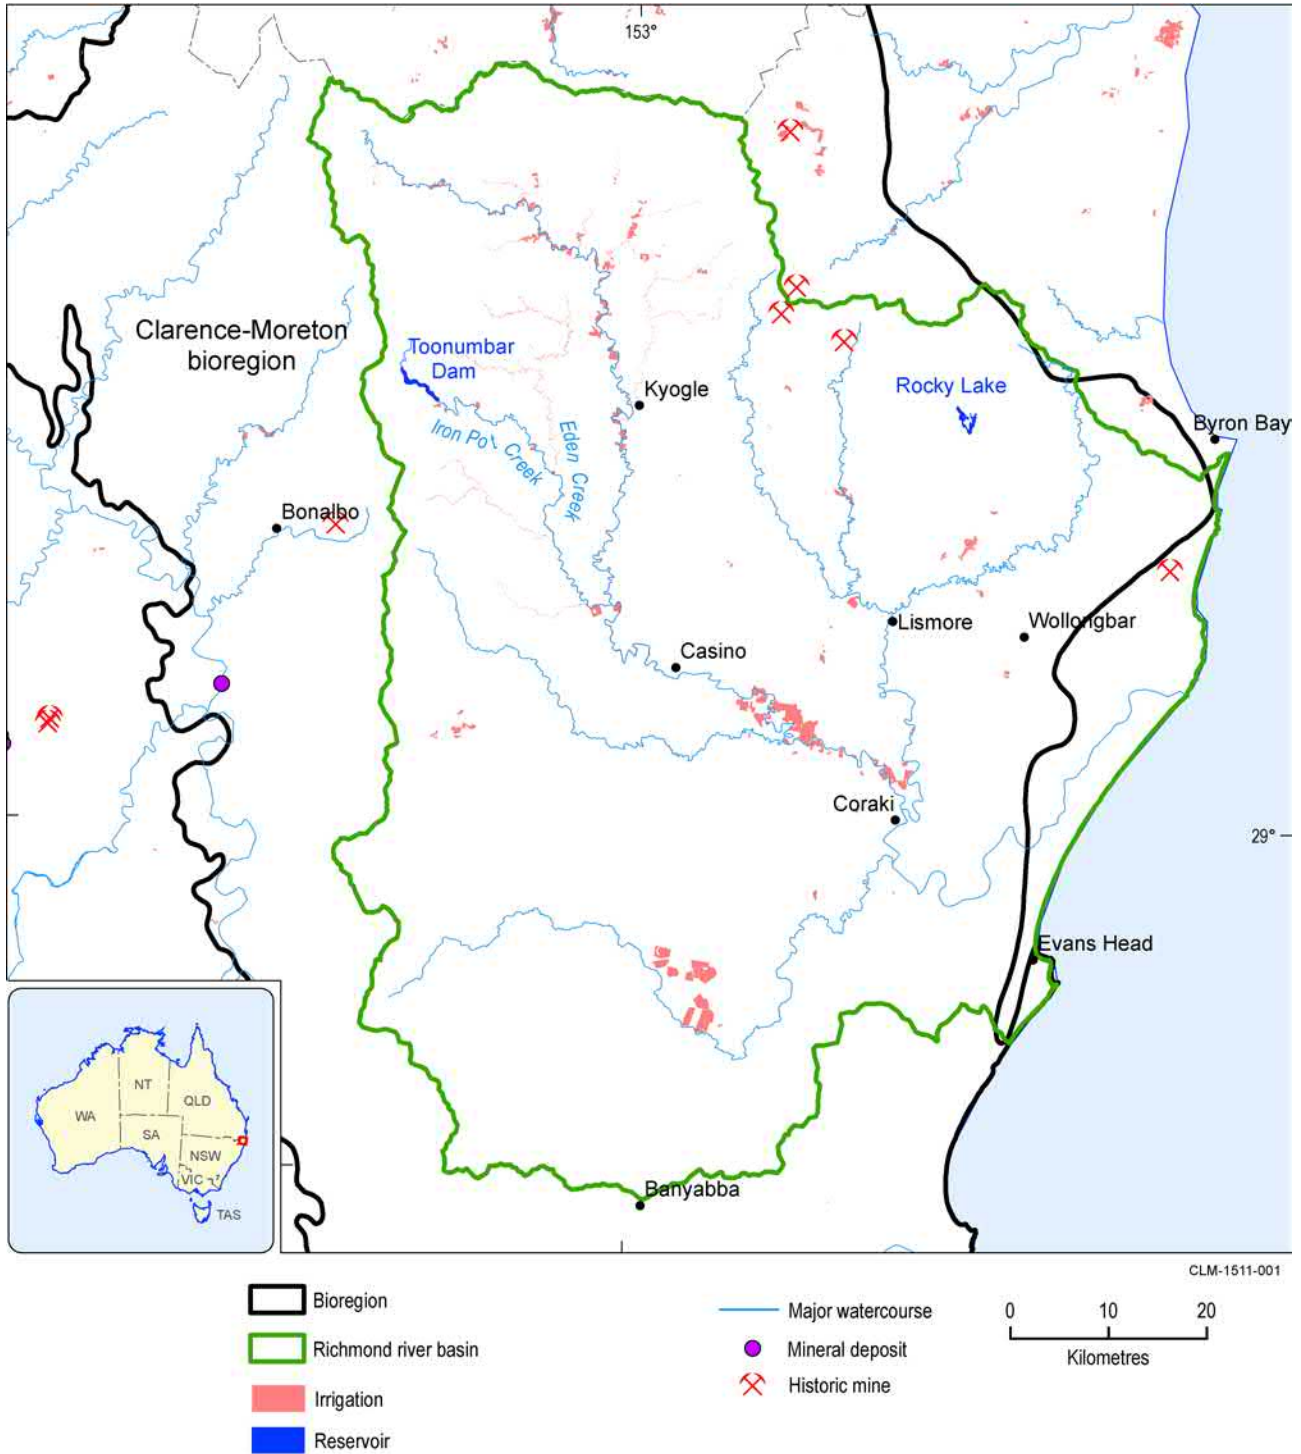 153°
Clarence-Moreton
bioregion
Toonumbar
Dam
Rocky Lake
Kyogle
Iron Pot Creek
Eden Creek
Byron Bay
Bonalbo
Lismore
Wollongbar
Casino
Coraki
29°
Evans Head
Banyabba
NT
WA
QLD
SA
NSW
VIC
TAS
CLM-1511-001
Bioregion
Richmond river basin
Irrigation
Reservoir
Major watercourse
Mineral deposit
Historic mine
0 10 20
Kilometres